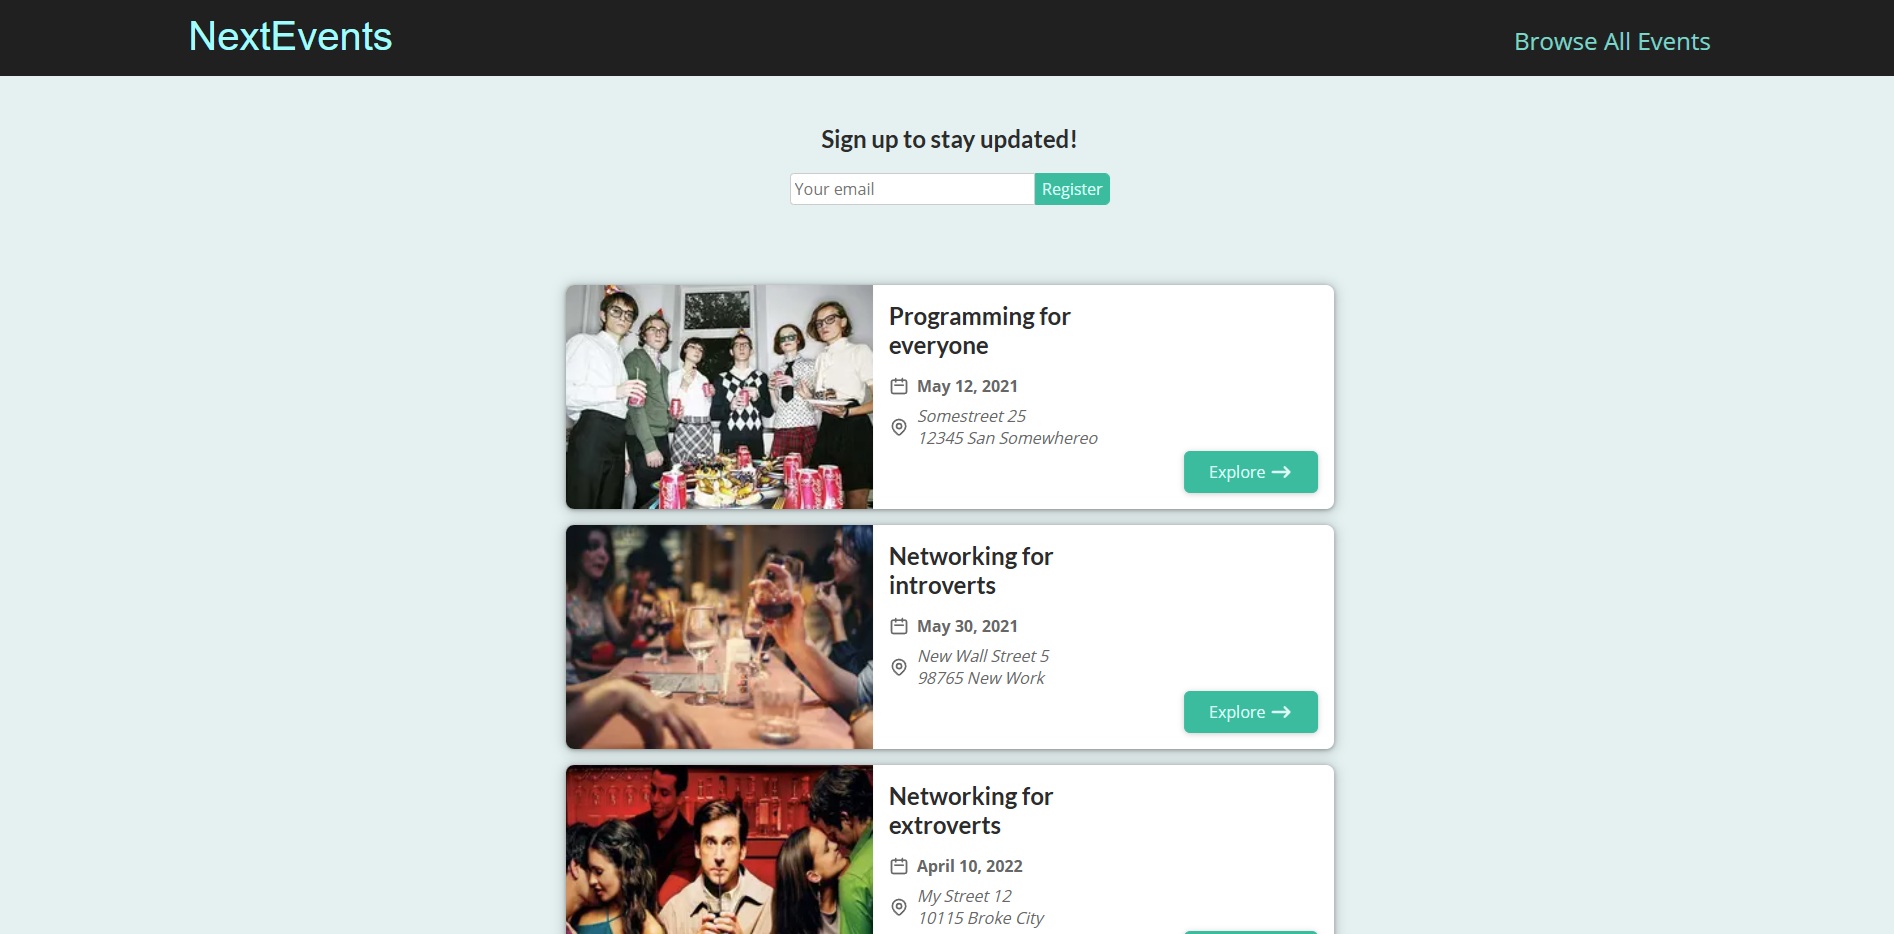 NextEvents
Browse All Events
Sign up to stay updated!
Your email
Register
Programming for
everyone
May 12, 2021
Somestreet 25
12345 San Somewhereo
Explore
Networking for
introverts
May 30, 2021
New Wall Street 5
98765 New Work
Explore
Networking for
extroverts
April 10, 2022
My Street 12
10115 Broke City